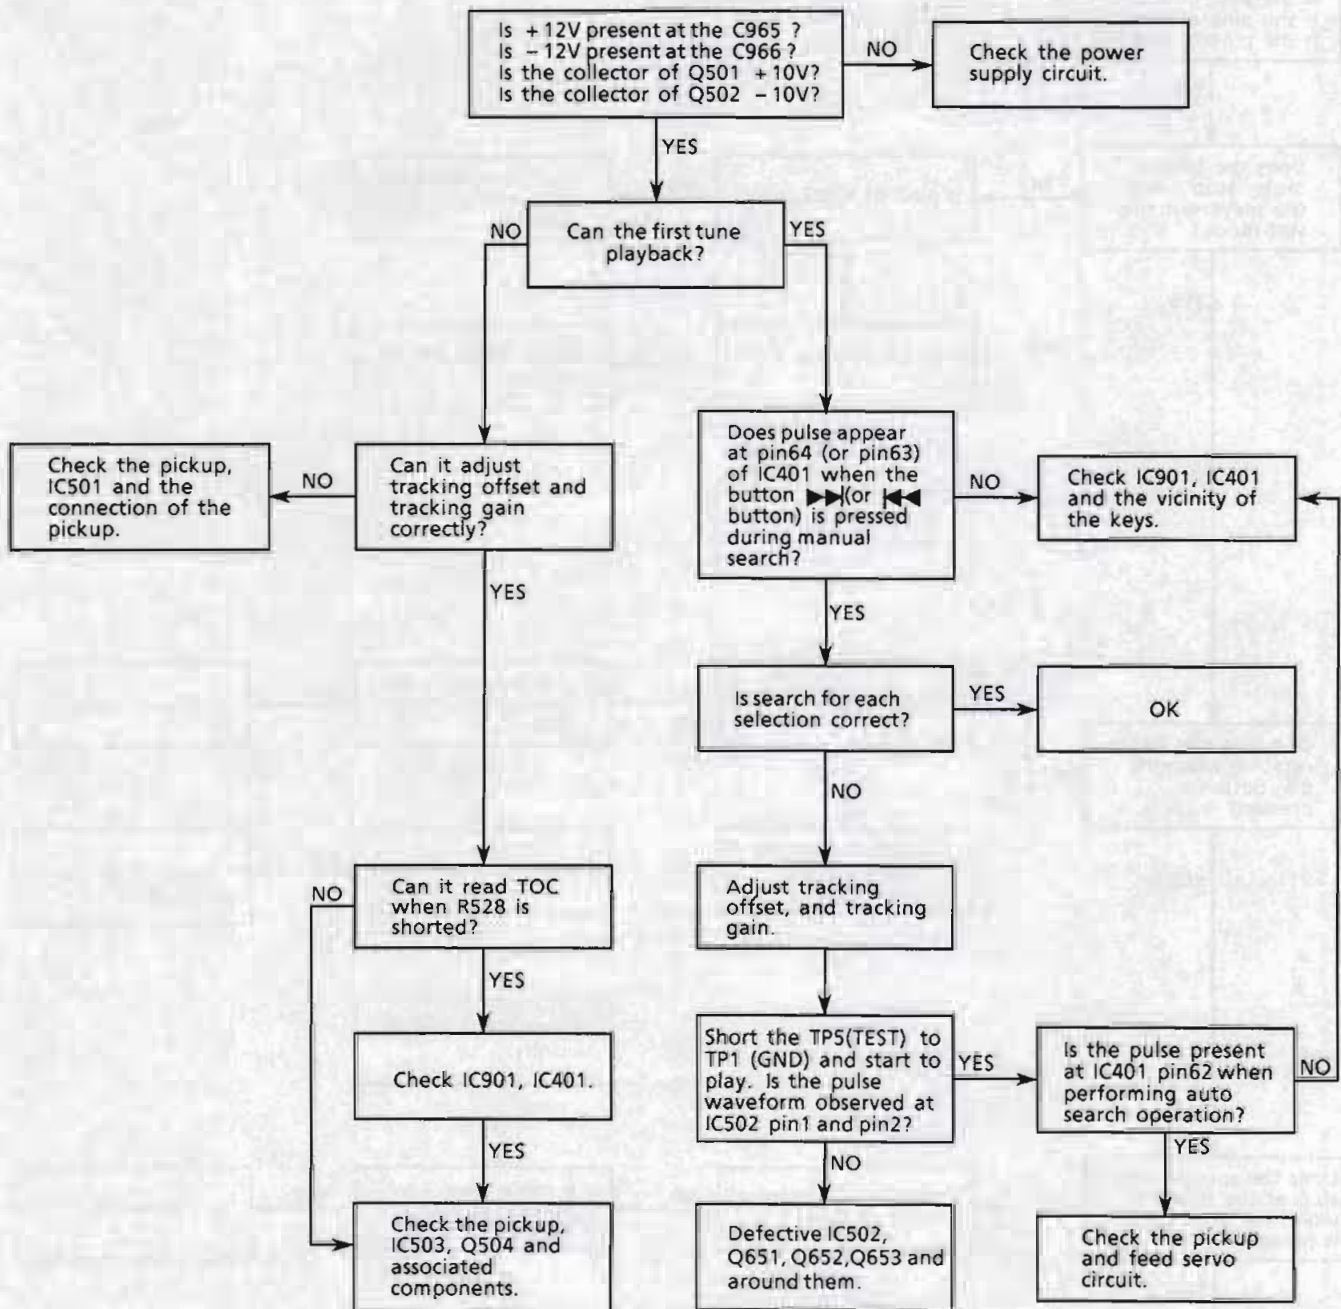 Is +12V present at the C965 ?
Is −12V present at the C966 ?
Is the collector of Q501 +10V?
Is the collector of Q502 −10V?
NO
Check the power
supply circuit.
YES
NO
Can the first tune
playback?
YES
Check the pickup,
IC501 and the
connection of the
pickup.
NO
Can it adjust
tracking offset and
tracking gain
correctly?
Does pulse appear
at pin64 (or pin63)
of IC401 when the
button ▶▶|(or |◀◀
button) is pressed
during manual
search?
NO
Check IC901, IC401
and the vicinity of
the keys.
YES
YES
Is search for each
selection correct?
YES
OK
NO
NO
Can it read TOC
when R528 is
shorted?
Adjust tracking
offset, and tracking
gain.
YES
Check IC901, IC401.
Short the TP5(TEST) to
TP1 (GND) and start to
play. Is the pulse
waveform observed at
IC502 pin1 and pin2?
YES
Is the pulse present
at IC401 pin62 when
performing auto
search operation?
NO
YES
NO
YES
Check the pickup,
IC503, Q504 and
associated
components.
Defective IC502,
Q651, Q652,Q653 and
around them.
Check the pickup
and feed servo
circuit.